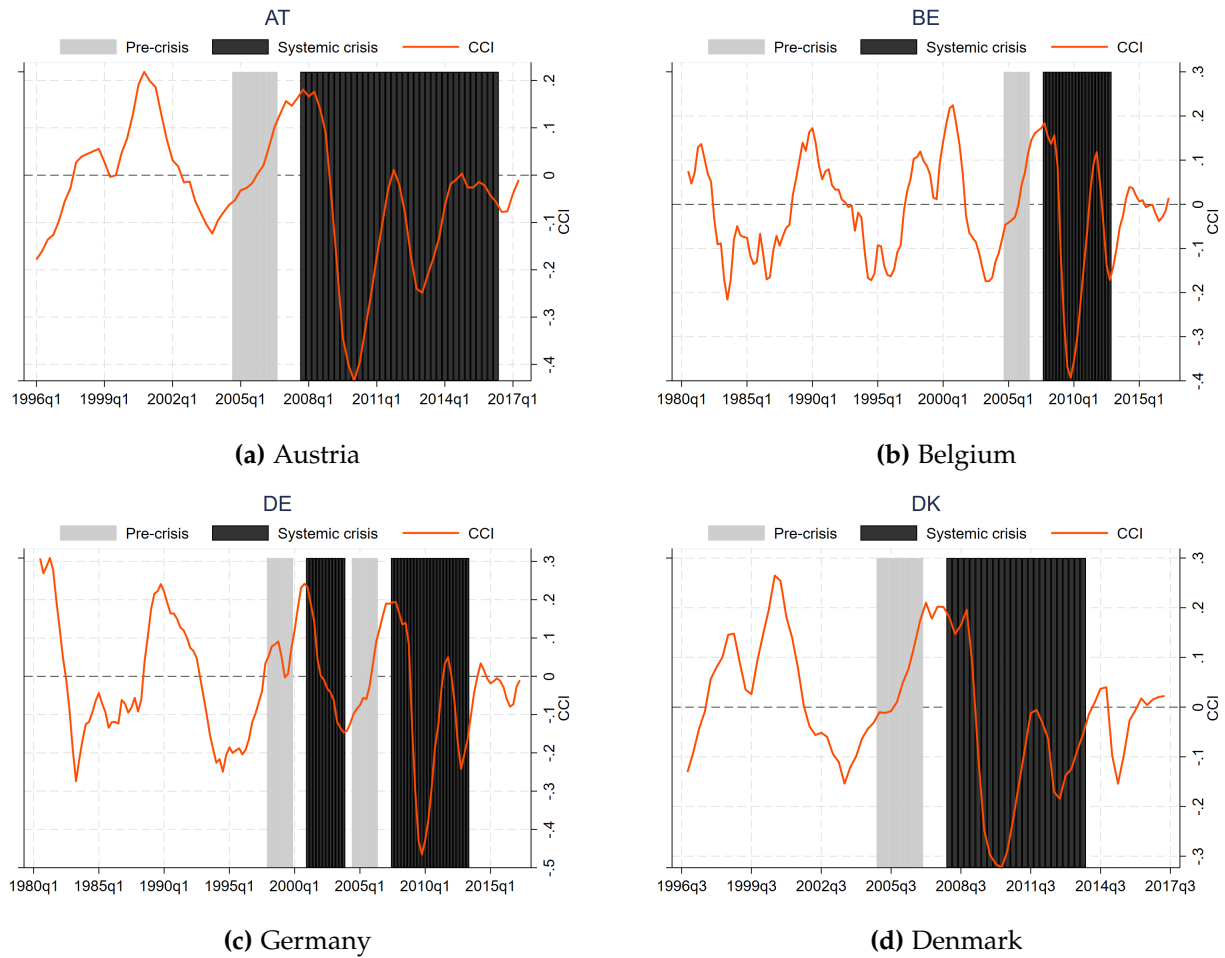 AT
Pre-crisis Systemic crisis CCI
.2
.1
0
-.1
-.2
-.3
-.4
CCI
1996q1 1999q1 2002q1 2005q1 2008q1 2011q1 2014q1 2017q1
(a) Austria
BE
Pre-crisis Systemic crisis CCI
.3
.2
.1
0
-.1
-.2
-.3
-.4
CCI
1980q1 1985q1 1990q1 1995q1 2000q1 2005q1 2010q1 2015q1
(b) Belgium
DE
Pre-crisis Systemic crisis CCI
.3
.2
.1
0
-.1
-.2
-.3
-.4
-.5
CCI
1980q1 1985q1 1990q1 1995q1 2000q1 2005q1 2010q1 2015q1
(c) Germany
DK
Pre-crisis Systemic crisis CCI
.3
.2
.1
0
-.1
-.2
-.3
CCI
1996q3 1999q3 2002q3 2005q3 2008q3 2011q3 2014q3 2017q3
(d) Denmark